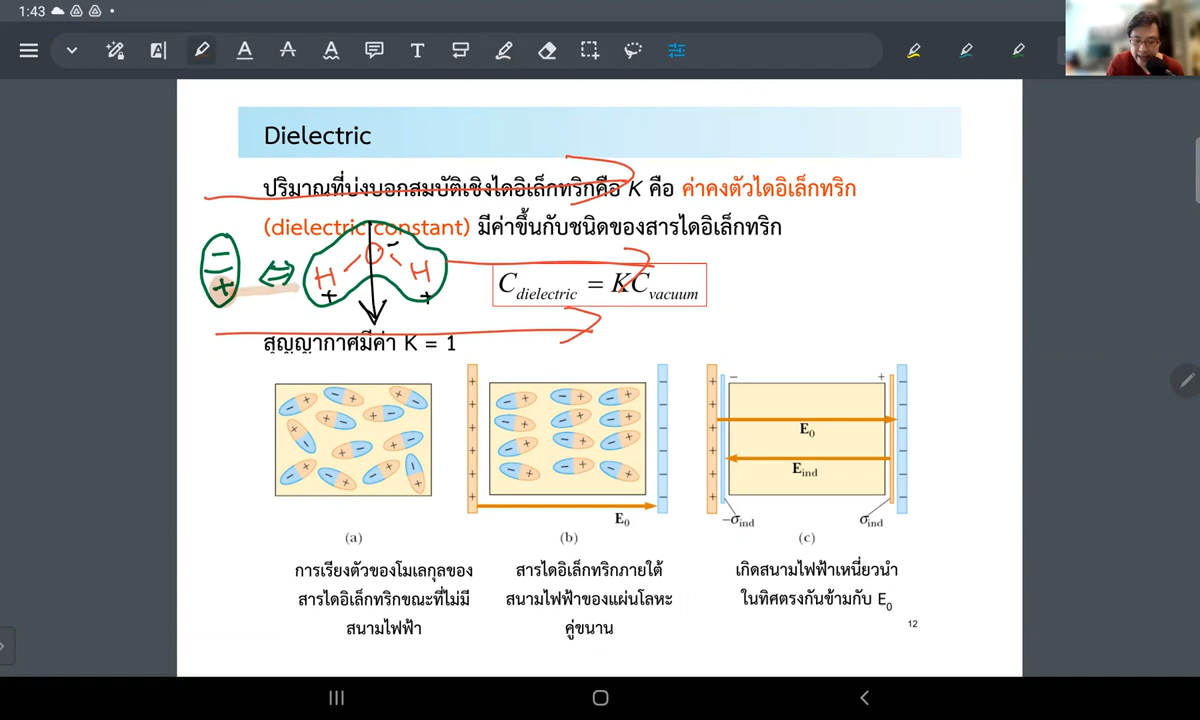 1:43
A
A
A
A
T
Dielectric
ปริมาณที่บ่งบอกสมบัติเชิงไดอิเล็กทริกคือ K คือ ค่าคงตัวไดอิเล็กทริก
(dielectric constant) มีค่าขึ้นกับชนิดของสารไดอิเล็กทริก
H O H
C dielectric = KC vacuum
สุญญากาศมีค่า K = 1
E0
E0
Eind
−σind
σind
(a)
(b)
(c)
การเรียงตัวของโมเลกุลของ
สารไดอิเล็กทริกขณะที่ไม่มี
สนามไฟฟ้า
สารไดอิเล็กทริกภายใต้
สนามไฟฟ้าของแผ่นโลหะ
คู่ขนาน
เกิดสนามไฟฟ้าเหนี่ยวนำ
ในทิศตรงกันข้ามกับ E0
12